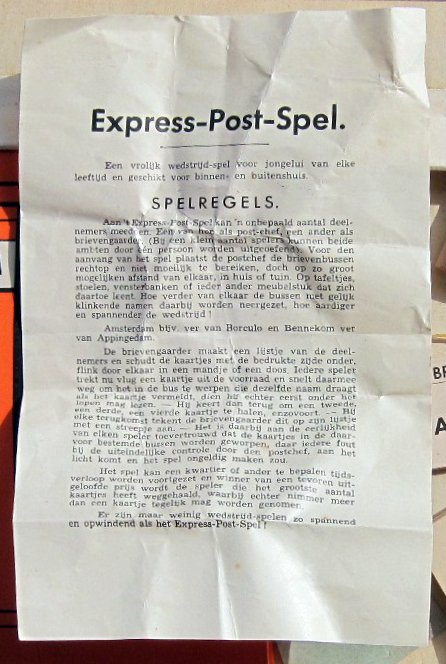 Express-Post-Spel.
Een vrolijk wedstrijd-spel voor jongelui van elke
leeftijd en geschikt voor binnen- en buitenshuis.
SPELREGELS.
Aan 't Express-Post-Spel kan 'n onbepaald aantal deel-
nemers meedoen. Een van hen als post-chef, een ander als
brievengaarder. (Bij een klein aantal spelers kunnen beide
ambten door één persoon worden uitgeoefend). Voor den
aanvang van het spel plaatst de postchef de brievenbussen
rechtop en niet moeilijk te bereiken, doch op zo groot
mogelijken afstand van elkaar, in huis of tuin. Op tafeltjes,
stoelen, vensterbanken of ieder ander meubelstuk dat zich
daartoe leent. Hoe verder van elkaar de bussen met gelijk
klinkende namen daarbij worden neergezet, hoe aardiger
en spannender de wedstrijd!
Amsterdam bijv. ver van Borculo en Bennekom ver
van Appingedam.
De brievengaarder maakt een lijstje van de deel-
nemers en schudt de kaartjes met de bedrukte zijde onder,
flink door elkaar in een mandje of een doos. Iedere speler
trekt nu vlug een kaartje uit de voorraad en snelt daarmee
weg om het in de bus te werpen die dezelfde naam draagt
als het kaartje vermeldt, dien hij echter eerst onder het
lopen mag lezen. — Hij keert dan terug om een tweede,
een derde, een vierde kaartje te halen, enzovoort. — Bij
elke terugkomst tekent de brievengaarder dit op zijn lijstje
met een streepje aan. — Het is daarbij aan de eerlijkheid
van elken speler toevertrouwd dat de kaartjes in de daar-
voor bestemde bussen worden geworpen, daar iedere fout
bij de uiteindelijke controle door den postchef, aan het
licht komt en het spel ongeldig maken zou.
Het spel kan een kwartier of ander te bepalen tijds-
verloop worden voortgezet en winner van een tevoren uit-
geloofde prijs wordt de speler die het grootste aantal
kaartjes heeft weggehaald, waarbij echter nimmer meer
dan een kaartje tegelijk mag worden genomen.
Er zijn maar weinig wedstrijd-spelen zo spannend
en opwindend als het Express-Post-Spel!
BE
A